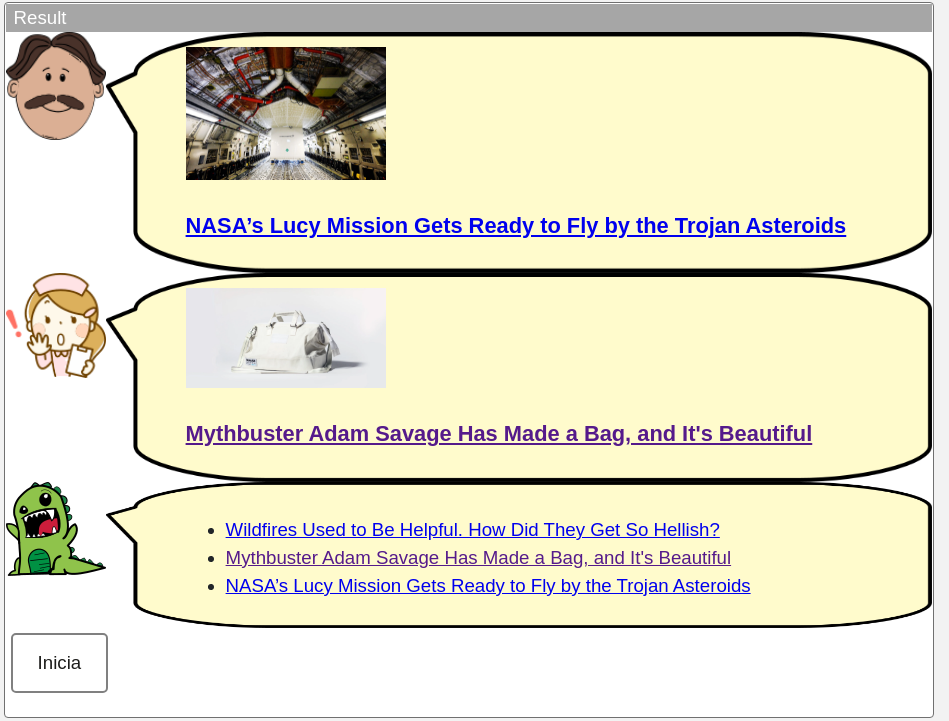 Result
NASA’s Lucy Mission Gets Ready to Fly by the Trojan Asteroids
Mythbuster Adam Savage Has Made a Bag, and It's Beautiful
Wildfires Used to Be Helpful. How Did They Get So Hellish?
Mythbuster Adam Savage Has Made a Bag, and It's Beautiful
NASA’s Lucy Mission Gets Ready to Fly by the Trojan Asteroids
Inicia